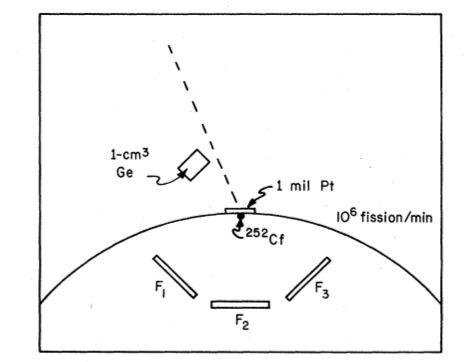 1-cm³
Ge
1 mil Pt
10⁶ fission/min
²⁵²Cf
F₁
F₂
F₃